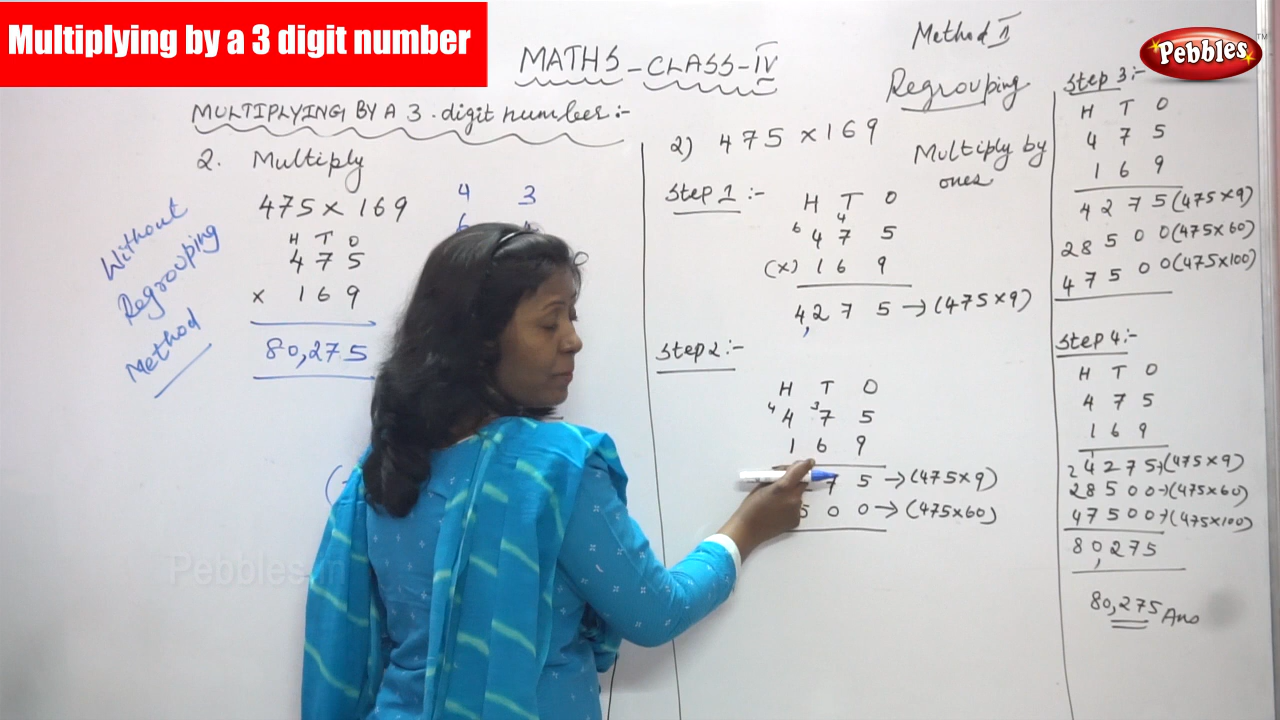 Multiplying by a 3 digit number
Pebbles TM
MATHS - CLASS - IV
MULTIPLYING BY A 3 - digit number :-
2. Multiply
475 × 169
H T O
4 7 5
× 1 6 9
80,275
Without
Regrouping
Method
4 3
6
Method II
Regrouping
2) 475 × 169
Multiply by
ones
Step 1 :-
H T O
4
6 4 7 5
(×) 1 6 9
4,2 7 5 → (475 × 9)
Step 2 :-
H T O
4 4 3 7 5
1 6 9
7 5 → (475 × 9)
5 0 0 → (475 × 60)
Step 3 :-
H T O
4 7 5
1 6 9
4 2 7 5 (475 × 9)
28 5 0 0 (475 × 60)
4 7 5 0 0 (475 × 100)
Step 4 :-
H T O
4 7 5
1 6 9
4 2 7 5 → (475 × 9)
2 8 5 0 0 → (475 × 60)
4 7 5 0 0 → (475 × 100)
8 0, 2 7 5
80,275 Ans
Pebbles.in